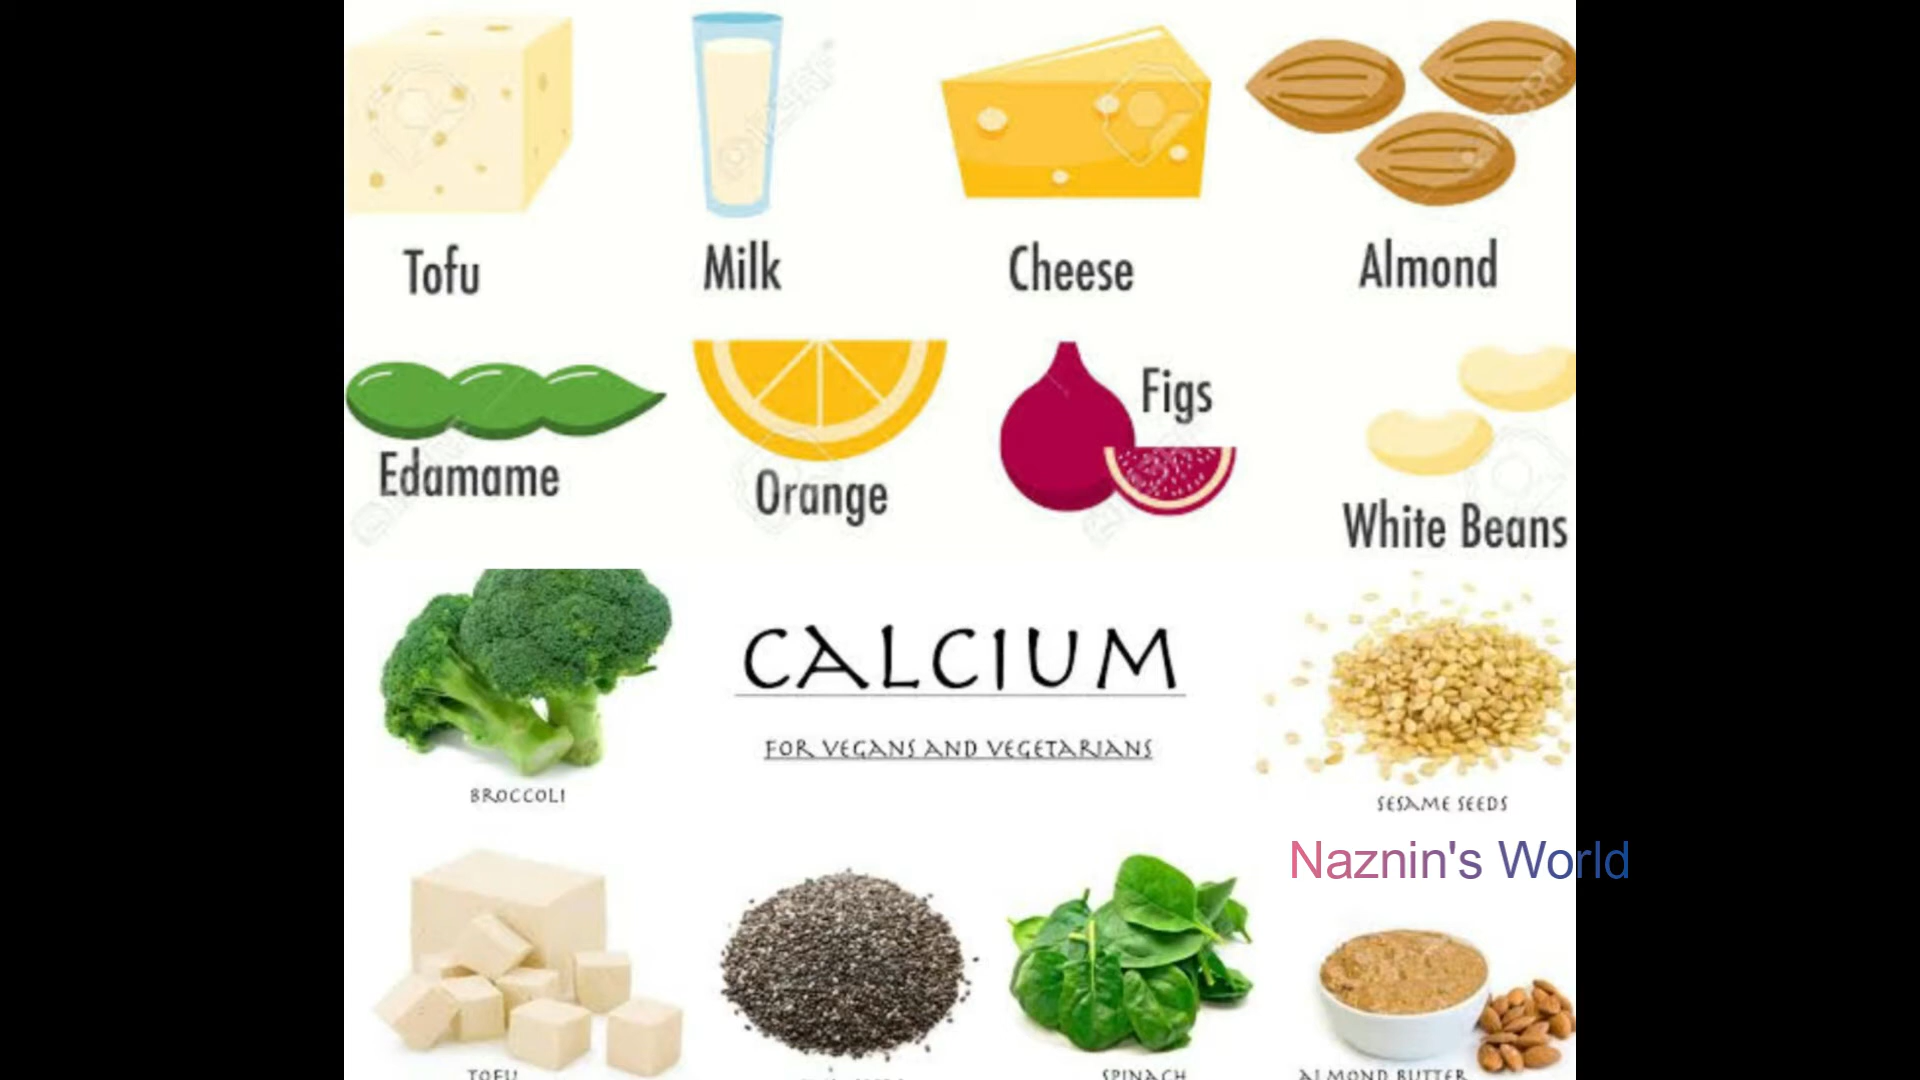 Tofu
Milk
Cheese
Almond
Edamame
Orange
Figs
White Beans
CALCIUM
FOR VEGANS AND VEGETARIANS
BROCCOLI
SESAME SEEDS
Naznin's World
TOFU
SPINACH
ALMOND BUTTER